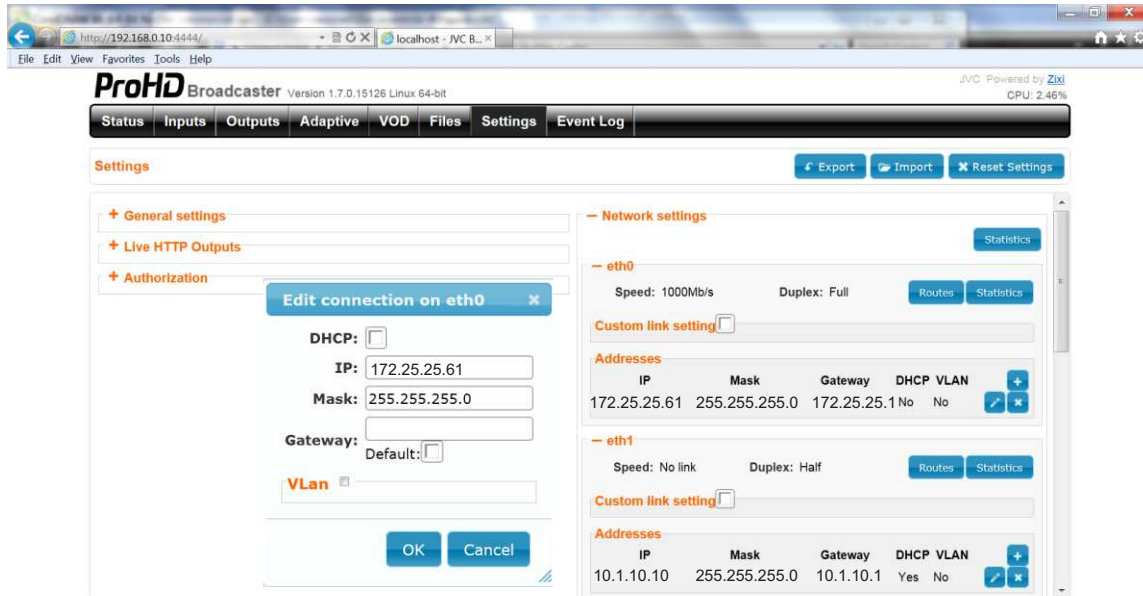 http://192.168.0.10:4444/
localhost - JVC B...
File Edit View Favorites Tools Help
ProHD Broadcaster Version 1.7.0.15126 Linux 64-bit
JVC Powered by Zixi
CPU: 2.46%
Status Inputs Outputs Adaptive VOD Files Settings Event Log
Settings
Export Import Reset Settings
+ General settings
+ Live HTTP Outputs
+ Authorization
Edit connection on eth0
DHCP:
IP: 172.25.25.61
Mask: 255.255.255.0
Gateway:
Default:
VLan
OK Cancel
− Network settings
Statistics
− eth0
Speed: 1000Mb/s Duplex: Full Routes Statistics
Custom link setting
Addresses
IP Mask Gateway DHCP VLAN
172.25.25.61 255.255.255.0 172.25.25.1 No No
− eth1
Speed: No link Duplex: Half Routes Statistics
Custom link setting
Addresses
IP Mask Gateway DHCP VLAN
10.1.10.10 255.255.255.0 10.1.10.1 Yes No